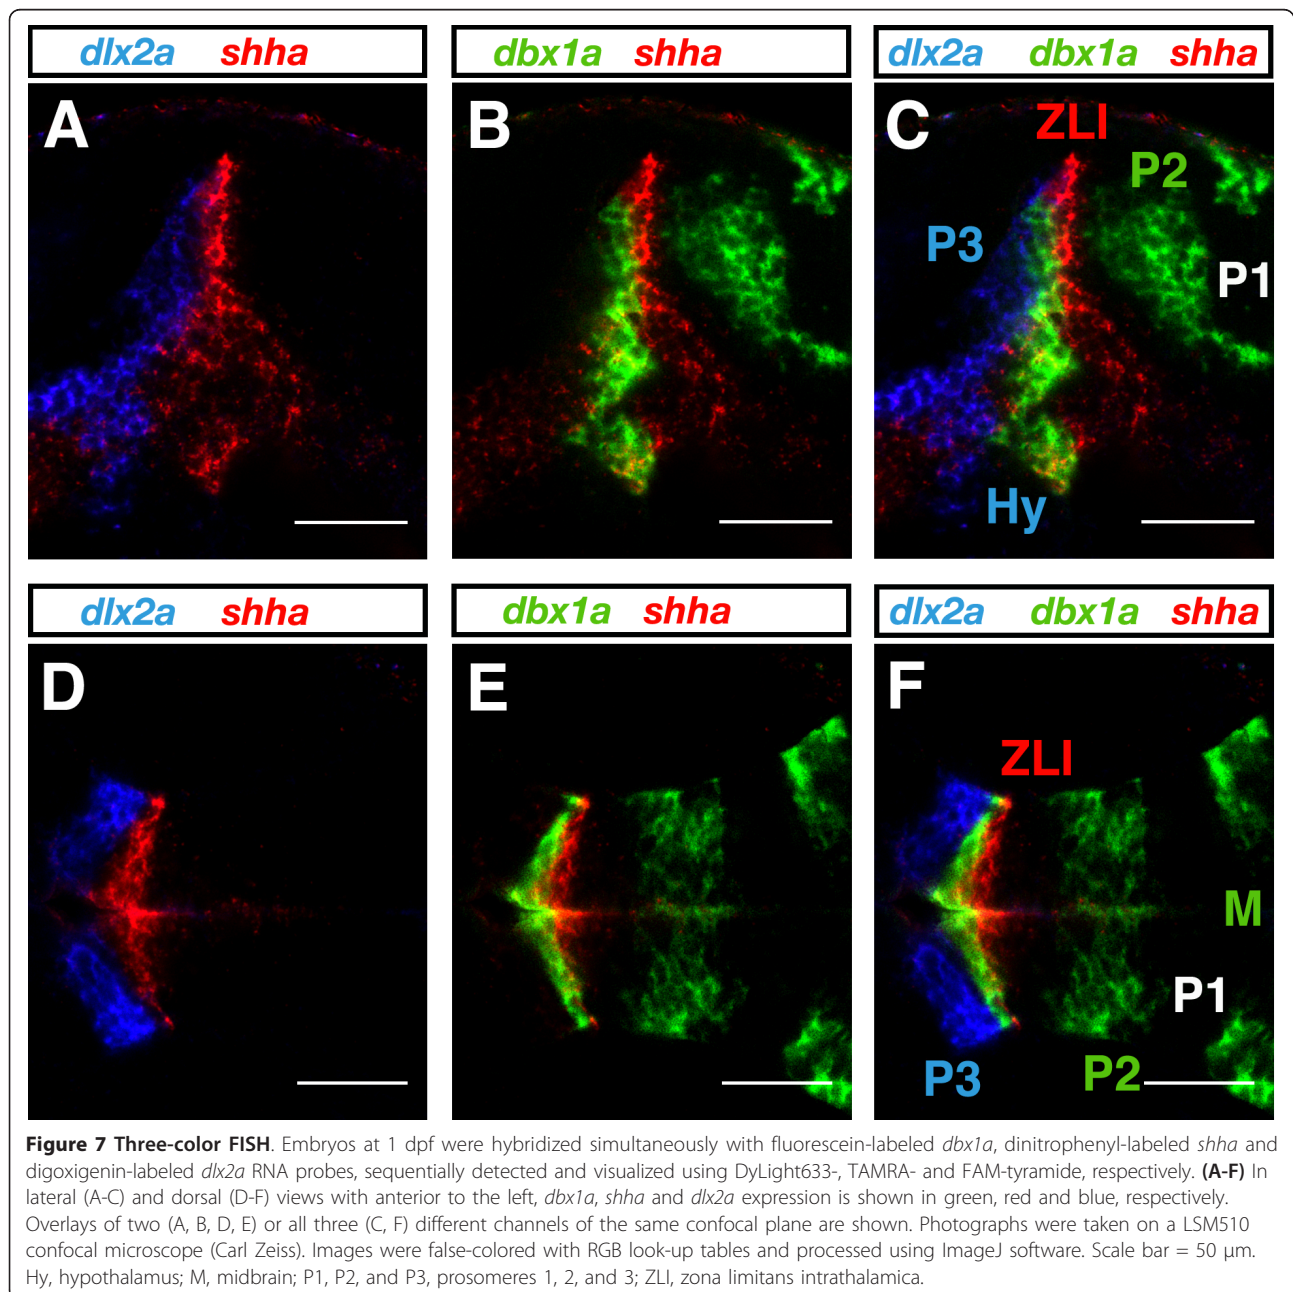 dlx2a shha
dbx1a shha
dlx2a dbx1a shha
A
B
C
ZLI
P2
P3
P1
Hy
dlx2a shha
dbx1a shha
dlx2a dbx1a shha
D
E
F
ZLI
M
P1
P3
P2
Figure 7 Three-color FISH. Embryos at 1 dpf were hybridized simultaneously with fluorescein-labeled dbx1a, dinitrophenyl-labeled shha and
digoxigenin-labeled dlx2a RNA probes, sequentially detected and visualized using DyLight633-, TAMRA- and FAM-tyramide, respectively. (A-F) In
lateral (A-C) and dorsal (D-F) views with anterior to the left, dbx1a, shha and dlx2a expression is shown in green, red and blue, respectively.
Overlays of two (A, B, D, E) or all three (C, F) different channels of the same confocal plane are shown. Photographs were taken on a LSM510
confocal microscope (Carl Zeiss). Images were false-colored with RGB look-up tables and processed using ImageJ software. Scale bar = 50 μm.
Hy, hypothalamus; M, midbrain; P1, P2, and P3, prosomeres 1, 2, and 3; ZLI, zona limitans intrathalamica.